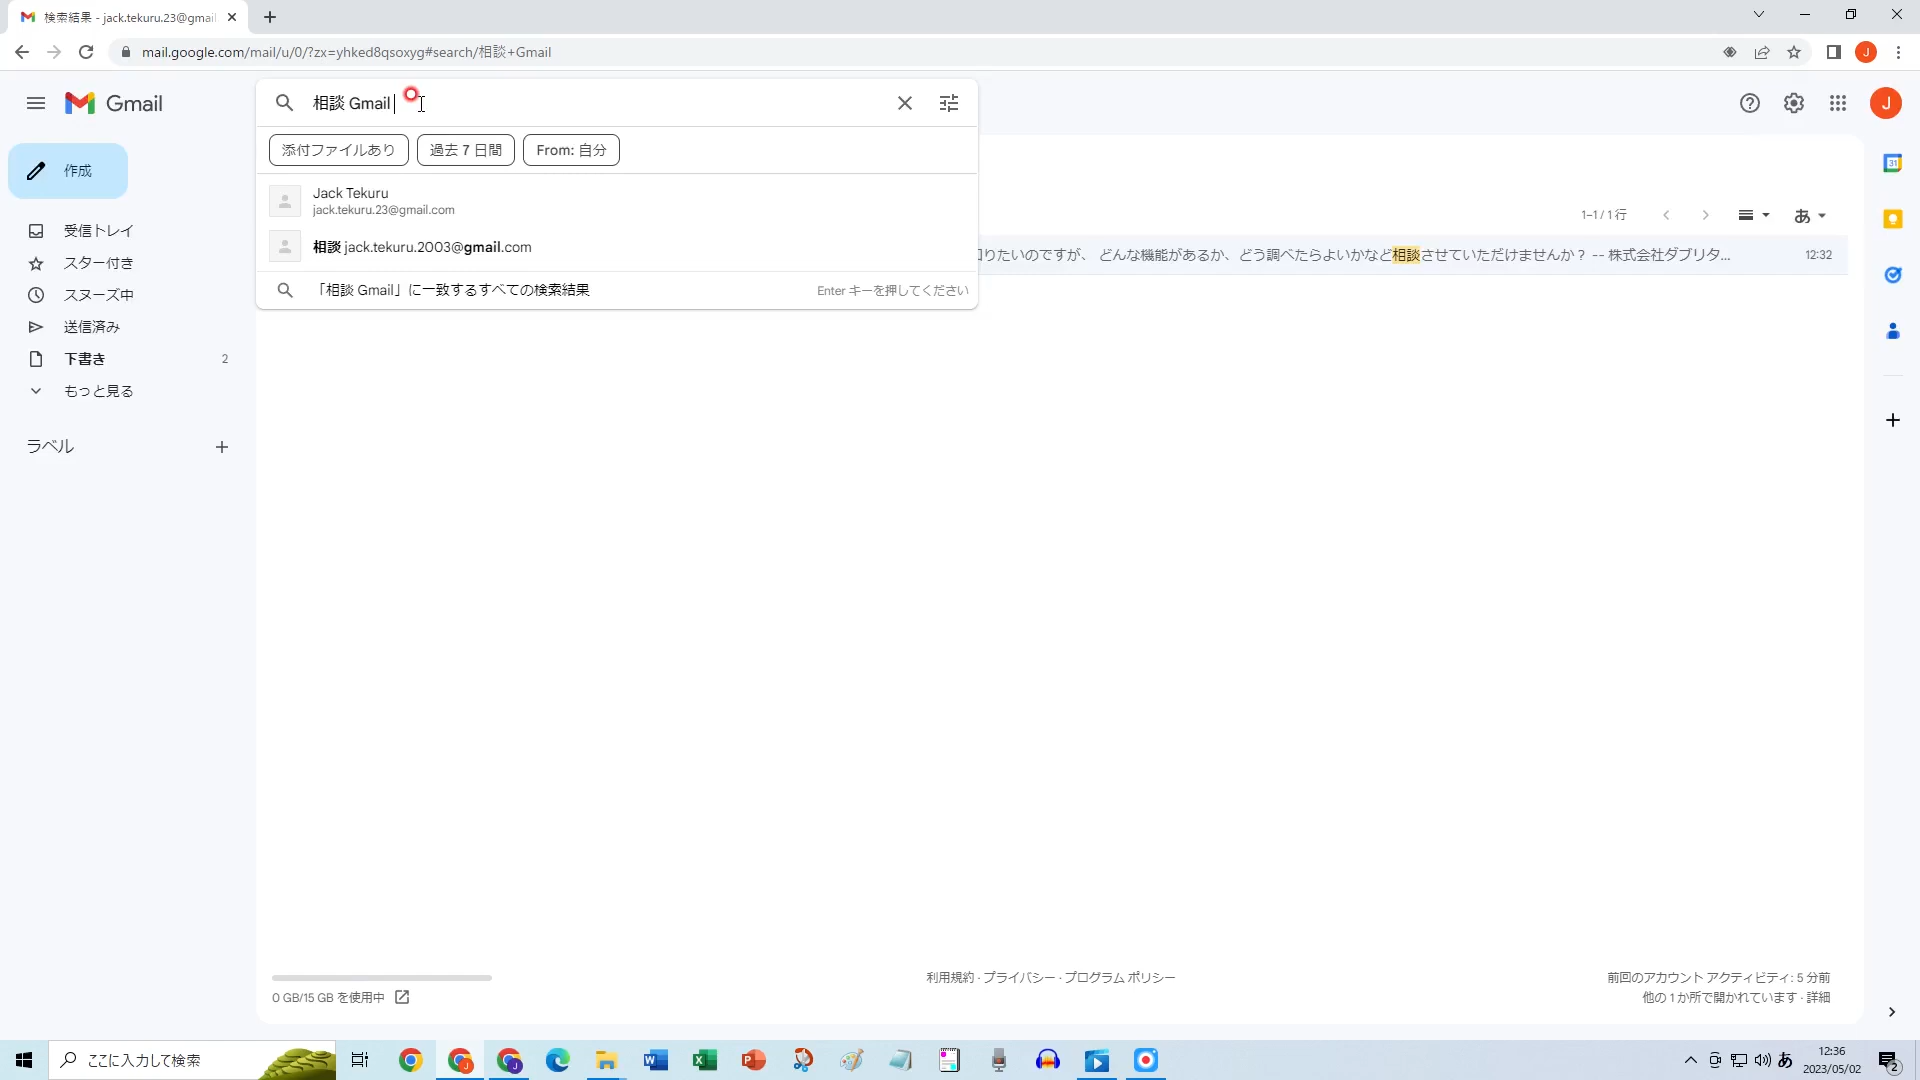 検索結果 - jack.tekuru.23@gmai
mail.google.com/mail/u/0/?zx=yhked8qsoxyg#search/相談+Gmail
J
Gmail
相談 Gmail
J
添付ファイルあり
過去 7 日間
From: 自分
作成
Jack Tekuru
jack.tekuru.23@gmail.com
相談 jack.tekuru.2003@gmail.com
「相談 Gmail」に一致するすべての検索結果
Enter キーを押してください
受信トレイ
スター付き
スヌーズ中
送信済み
下書き
2
もっと見る
ラベル
1–1 / 1 行
あ
りたいのですが、 どんな機能があるか、どう調べたらよいかなど相談させていただけませんか？ -- 株式会社ダブリタ...
12:32
31
0 GB/15 GB を使用中
利用規約 · プライバシー · プログラム ポリシー
前回のアカウント アクティビティ: 5 分前
他の 1 か所で開かれています · 詳細
ここに入力して検索
あ
12:36
2023/05/02
2